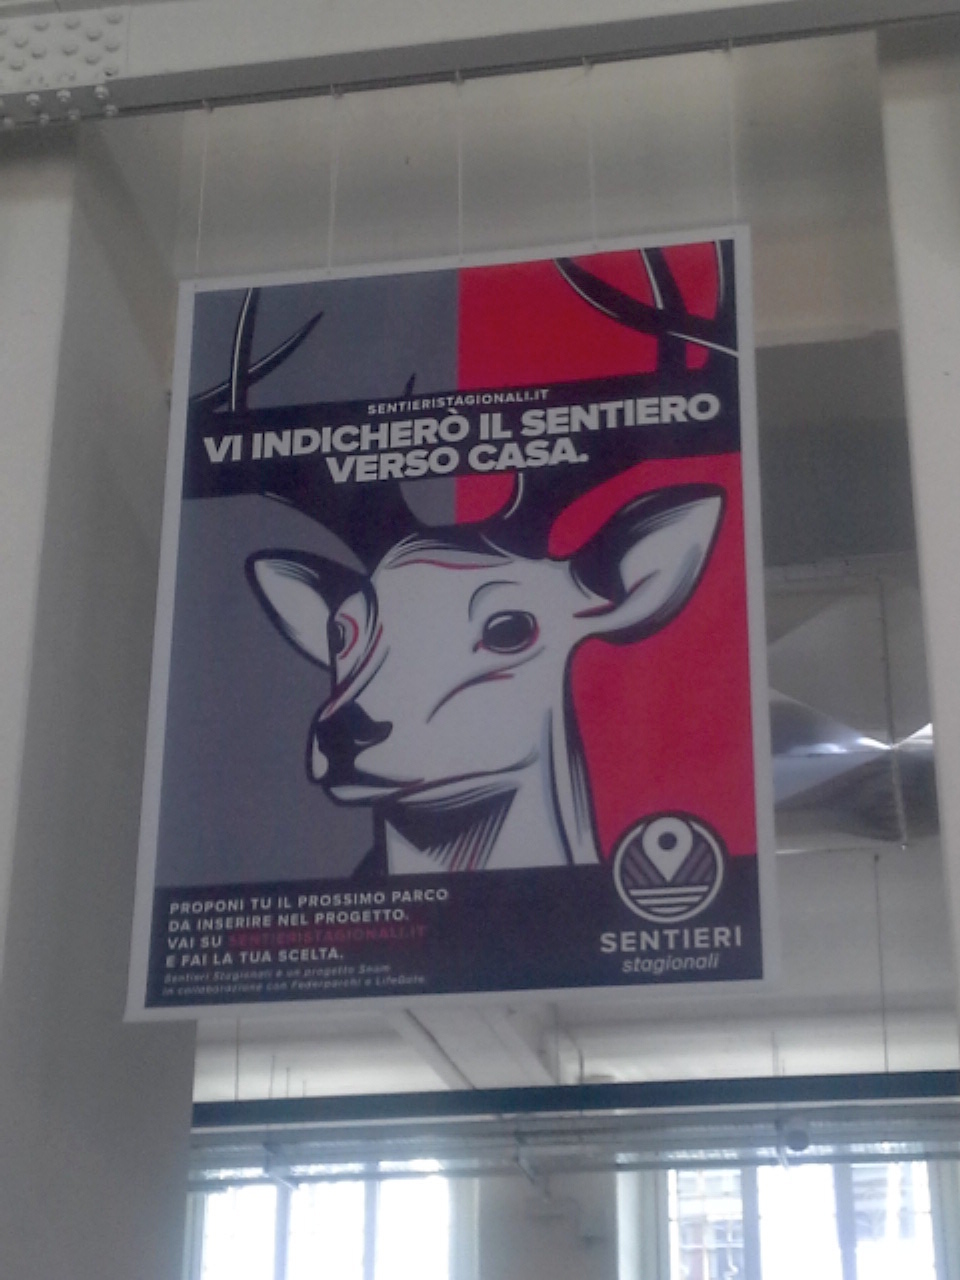 SENTIERISTAGIONALI.IT
VI INDICHERÒ IL SENTIERO
VERSO CASA.
PROPONI TU IL PROSSIMO PARCO
DA INSERIRE NEL PROGETTO.
VAI SU SENTIERISTAGIONALI.IT
E FAI LA TUA SCELTA.
Sentieri Stagionali è un progetto Snam
in collaborazione con Federparchi e LifeGate.
SENTIERI
stagionali